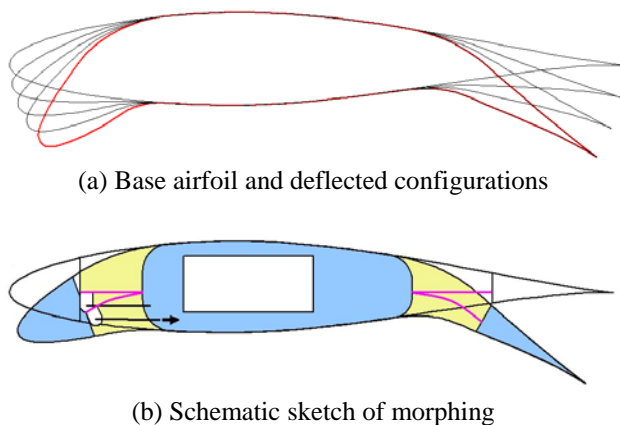 (a) Base airfoil and deflected configurations
(b) Schematic sketch of morphing